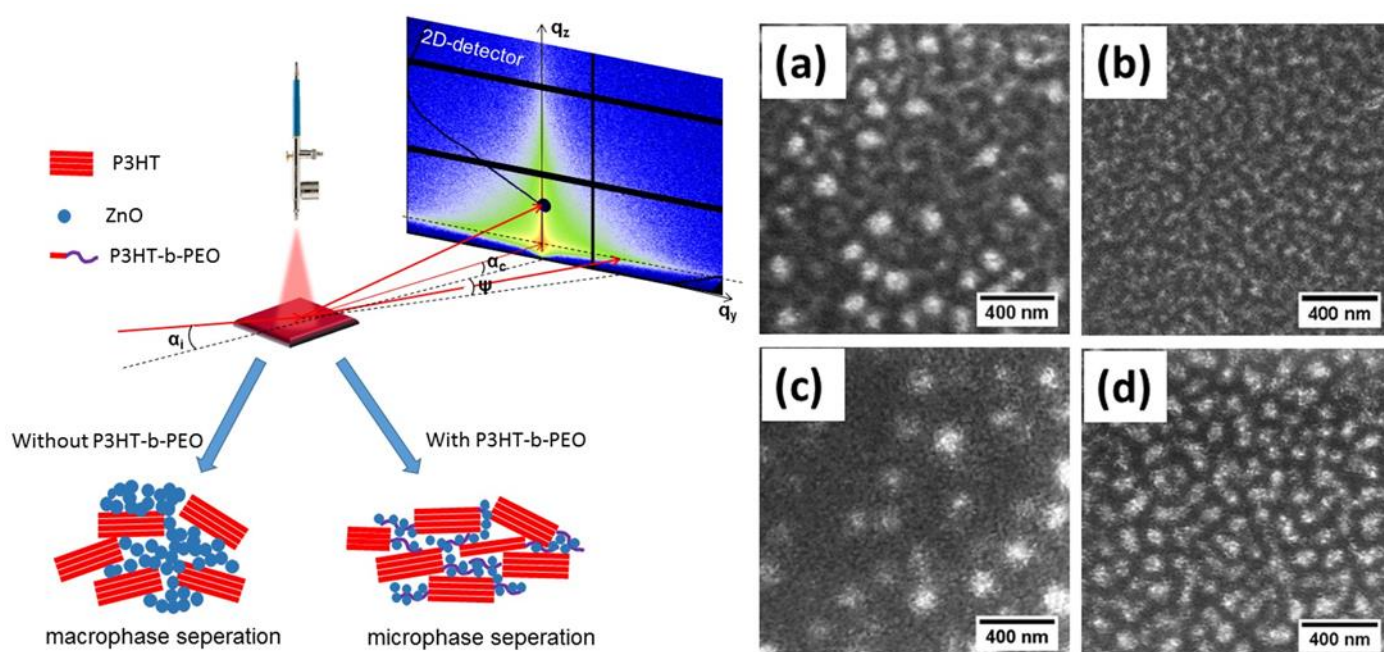 q_z
2D-detector
P3HT
ZnO
P3HT-b-PEO
α_c
Ψ
q_y
α_i
Without P3HT-b-PEO
With P3HT-b-PEO
macrophase seperation
microphase seperation
(a)
400 nm
(b)
400 nm
(c)
400 nm
(d)
400 nm